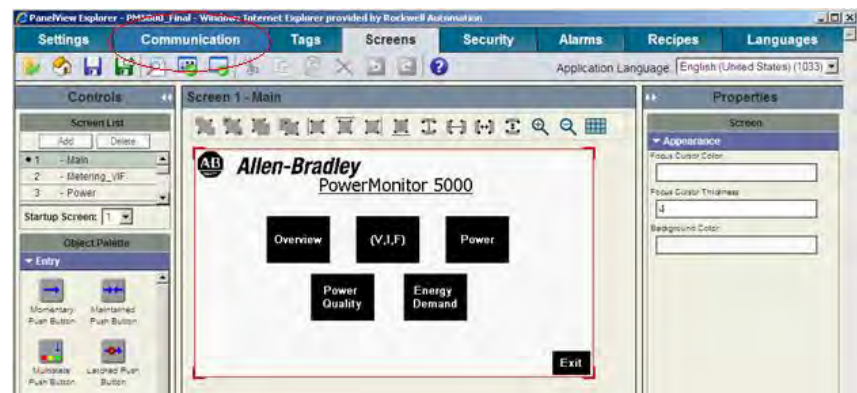 PanelView Explorer - PM5000_Final - Windows Internet Explorer provided by Rockwell Automation
Settings Communication Tags Screens Security Alarms Recipes Languages
Application Language: English (United States) (1033)
Controls
Screen List
Add Delete
1 - Main
2 - Metering_VIF
3 - Power
Startup Screen: 1
Object Palette
Entry
Momentary Push Button
Maintained Push Button
Multistate Push Button
Latched Push Button
Screen 1 - Main
AB Allen-Bradley
PowerMonitor 5000
Overview (V,I,F) Power
Power Quality
Energy Demand
Exit
Properties
Screen
Appearance
Focus Cursor Color
Focus Cursor Thickness
4
Background Color